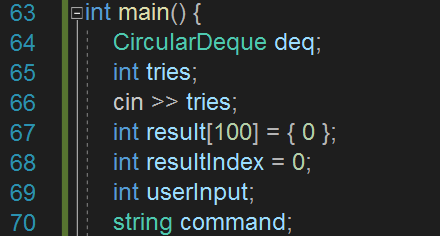 63 int main() {
64 CircularDeque deq;
65 int tries;
66 cin >> tries;
67 int result[100] = { 0 };
68 int resultIndex = 0;
69 int userInput;
70 string command;